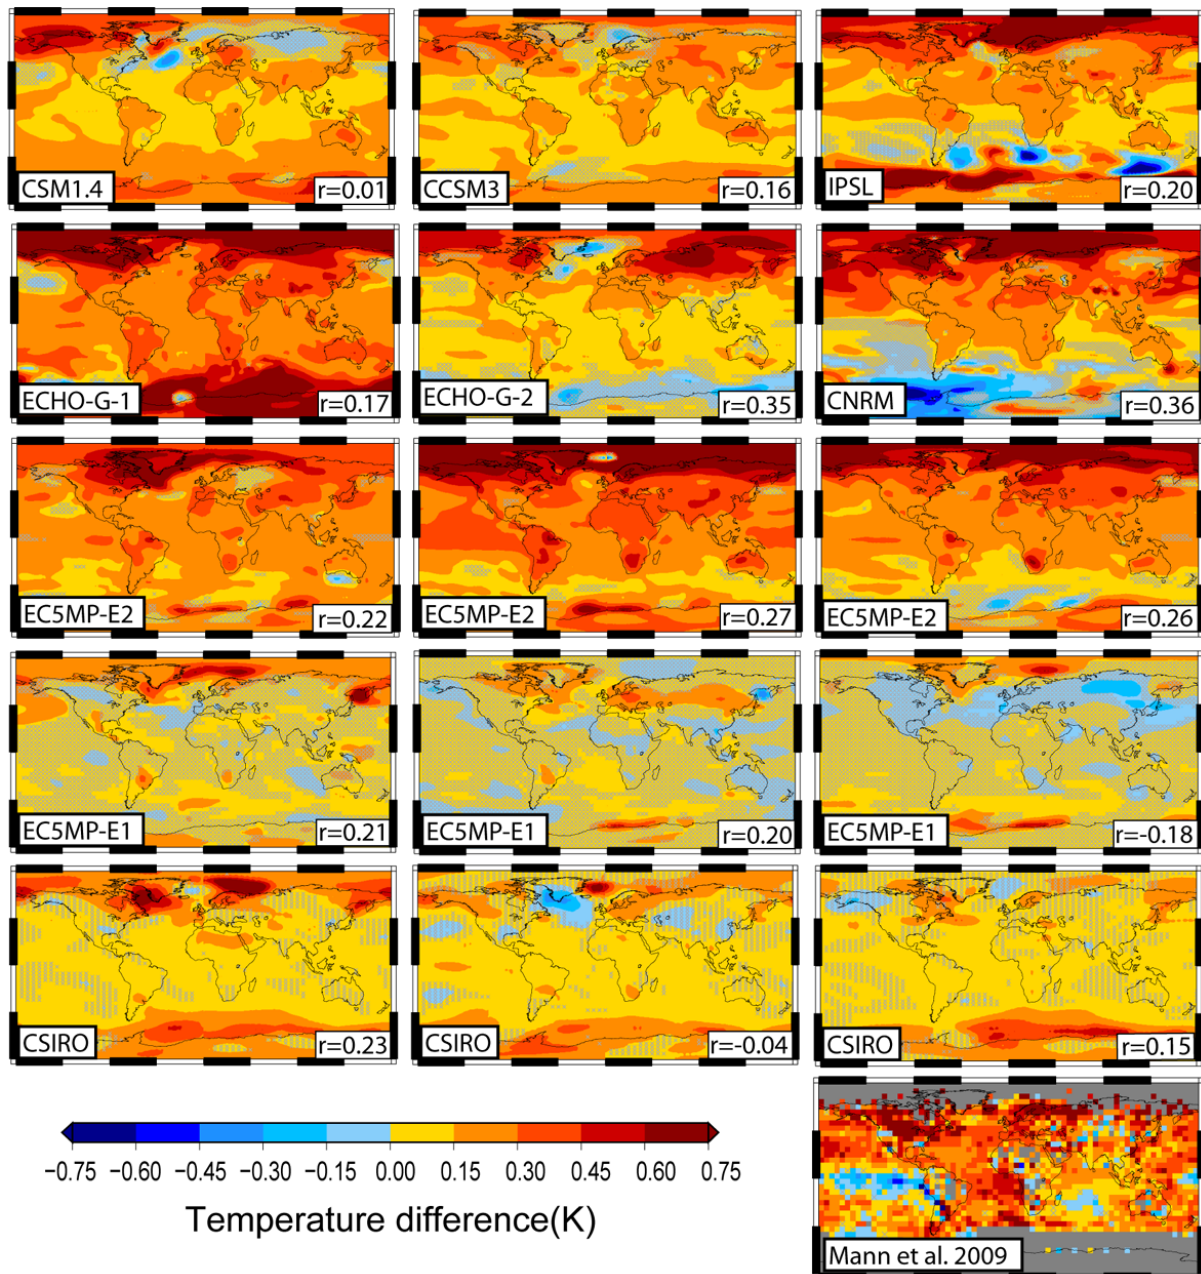 CSM1.4 r=0.01 CCSM3 r=0.16 IPSL r=0.20
ECHO-G-1 r=0.17 ECHO-G-2 r=0.35 CNRM r=0.36
EC5MP-E2 r=0.22 EC5MP-E2 r=0.27 EC5MP-E2 r=0.26
EC5MP-E1 r=0.21 EC5MP-E1 r=0.20 EC5MP-E1 r=-0.18
CSIRO r=0.23 CSIRO r=-0.04 CSIRO r=0.15
−0.75 −0.60 −0.45 −0.30 −0.15 0.00 0.15 0.30 0.45 0.60 0.75
Temperature difference(K)
Mann et al. 2009